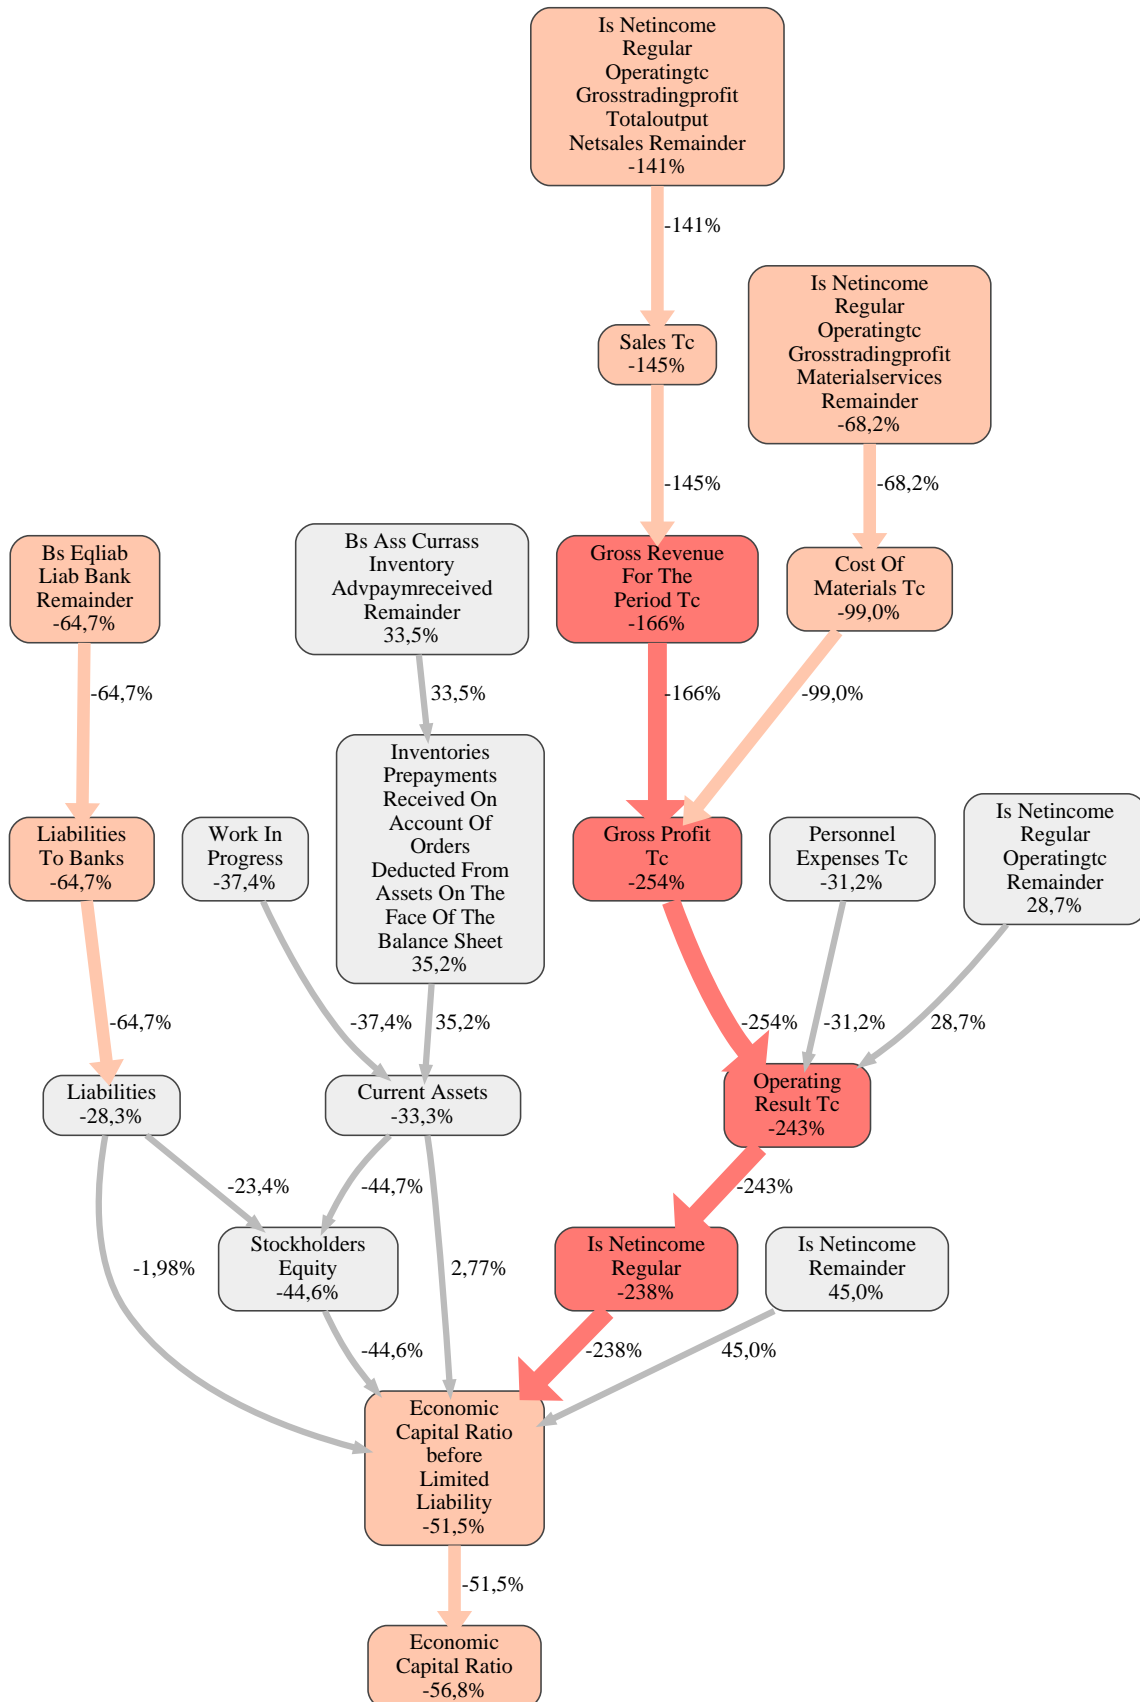 Is Netincome
Regular
Operatingtc
Grosstradingprofit
Totaloutput
Netsales Remainder
-141%
-141%
Is Netincome
Regular
Operatingtc
Grosstradingprofit
Materialservices
Remainder
-68,2%
Sales Tc
-145%
-145%
-68,2%
Bs Eqliab
Liab Bank
Remainder
-64,7%
Bs Ass Currass
Inventory
Advpaymreceived
Remainder
33,5%
Gross Revenue
For The
Period Tc
-166%
Cost Of
Materials Tc
-99,0%
-64,7%
33,5%
-166%
-99,0%
Liabilities
To Banks
-64,7%
Work In
Progress
-37,4%
Inventories
Prepayments
Received On
Account Of
Orders
Deducted From
Assets On The
Face Of The
Balance Sheet
35,2%
Gross Profit
Tc
-254%
Personnel
Expenses Tc
-31,2%
Is Netincome
Regular
Operatingtc
Remainder
28,7%
-64,7%
-37,4%
35,2%
-254%
-31,2%
28,7%
Liabilities
-28,3%
Current Assets
-33,3%
Operating
Result Tc
-243%
-23,4%
-44,7%
-243%
-1,98%
Stockholders
Equity
-44,6%
2,77%
Is Netincome
Regular
-238%
Is Netincome
Remainder
45,0%
-44,6%
-238%
45,0%
Economic
Capital Ratio
before
Limited
Liability
-51,5%
-51,5%
Economic
Capital Ratio
-56,8%